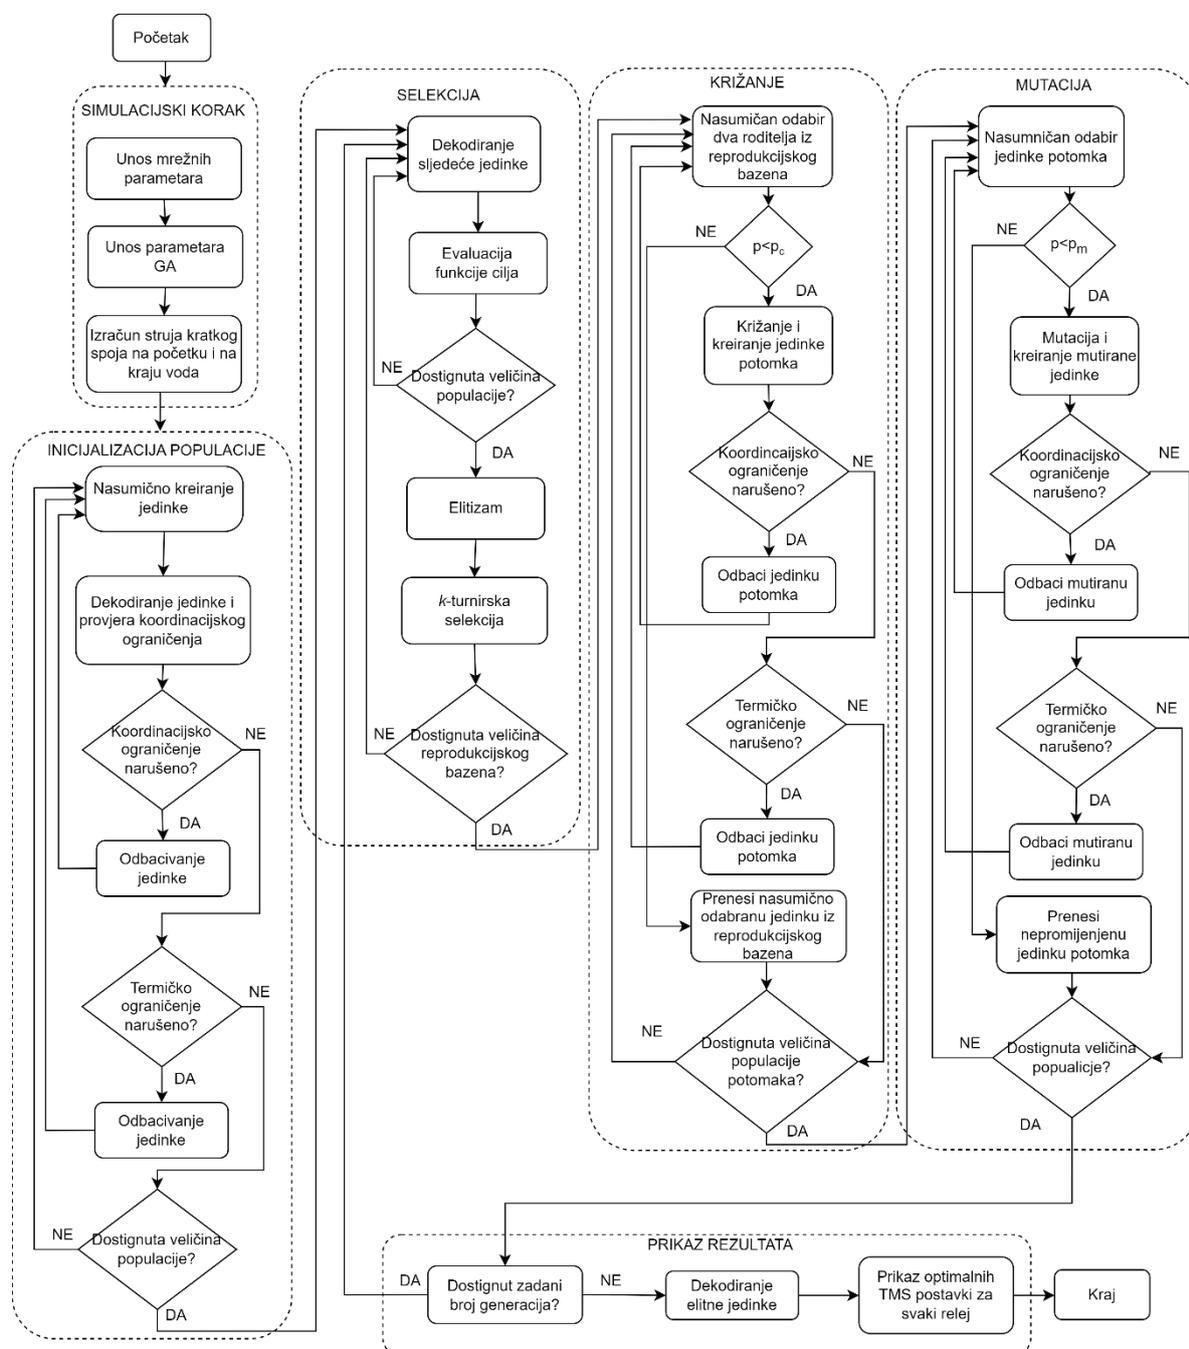 Početak
SIMULACIJSKI KORAK
Unos mrežnih
parametara
Unos parametara
GA
Izračun struja kratkog
spoja na početku i na
kraju voda
INICIJALIZACIJA POPULACIJE
Nasumično kreiranje
jedinke
Dekodiranje jedinke i
provjera koordinacijskog
ograničenja
Koordinacijsko
ograničenje
narušeno?
NE
DA
Odbacivanje
jedinke
Termičko
ograničenje
narušeno?
NE
DA
Odbacivanje
jedinke
Dostignuta veličina
populacije?
NE
DA
SELEKCIJA
Dekodiranje
sljedeće jedinke
Evaluacija
funkcije cilja
Dostignuta veličina
populacije?
NE
DA
Elitizam
k-turnirska
selekcija
Dostignuta veličina
reprodukcijskog
bazena?
NE
DA
KRIŽANJE
Nasumičan odabir
dva roditelja iz
reprodukcijskog
bazena
NE
p<pc
DA
Križanje i
kreiranje jedinke
potomka
Koordincaijsko
ograničenje
narušeno?
NE
DA
Odbaci jedinku
potomka
Termičko
ograničenje
narušeno?
NE
DA
Odbaci jedinku
potomka
Prenesi nasumično
odabranu jedinku iz
reprodukcijskog
bazena
Dostignuta veličina
populacije
potomaka?
NE
DA
MUTACIJA
Nasumničan odabir
jedinke potomka
NE
p<pm
DA
Mutacija i
kreiranje mutirane
jedinke
Koordinacijsko
ograničenje
narušeno?
NE
DA
Odbaci mutiranu
jedinku
Termičko
ograničenje
narušeno?
NE
DA
Odbaci mutiranu
jedinku
Prenesi
nepromijenjenu
jedinku potomka
Dostignuta veličina
popualicje?
NE
DA
PRIKAZ REZULTATA
DA
Dostignut zadani
broj generacija?
NE
Dekodiranje
elitne jedinke
Prikaz optimalnih
TMS postavki za
svaki relej
Kraj